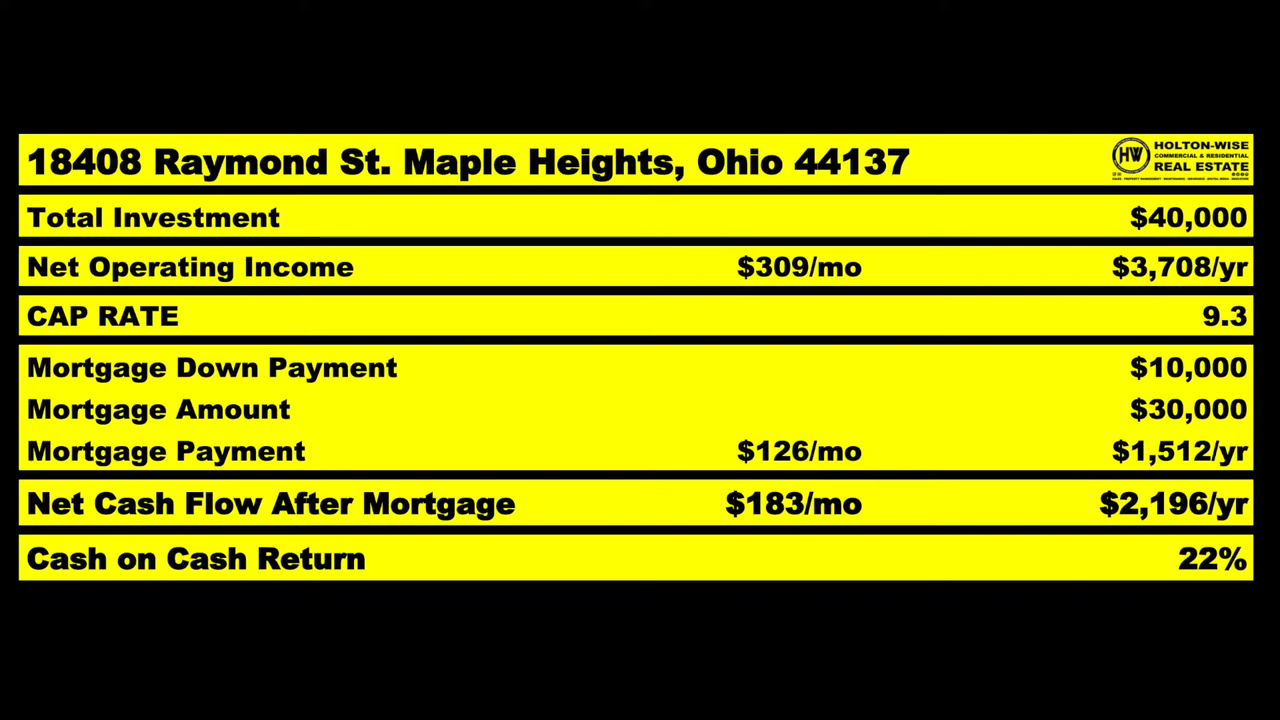 18408 Raymond St. Maple Heights, Ohio 44137
HW
HOLTON-WISE
COMMERCIAL & RESIDENTIAL
REAL ESTATE
Total Investment $40,000
Net Operating Income $309/mo $3,708/yr
CAP RATE 9.3
Mortgage Down Payment $10,000
Mortgage Amount $30,000
Mortgage Payment $126/mo $1,512/yr
Net Cash Flow After Mortgage $183/mo $2,196/yr
Cash on Cash Return 22%